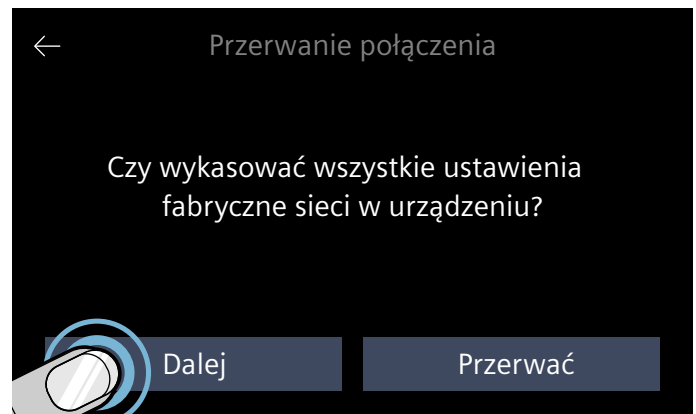 Przerwanie połączenia
Czy wykasować wszystkie ustawienia
fabryczne sieci w urządzeniu?
Dalej
Przerwać